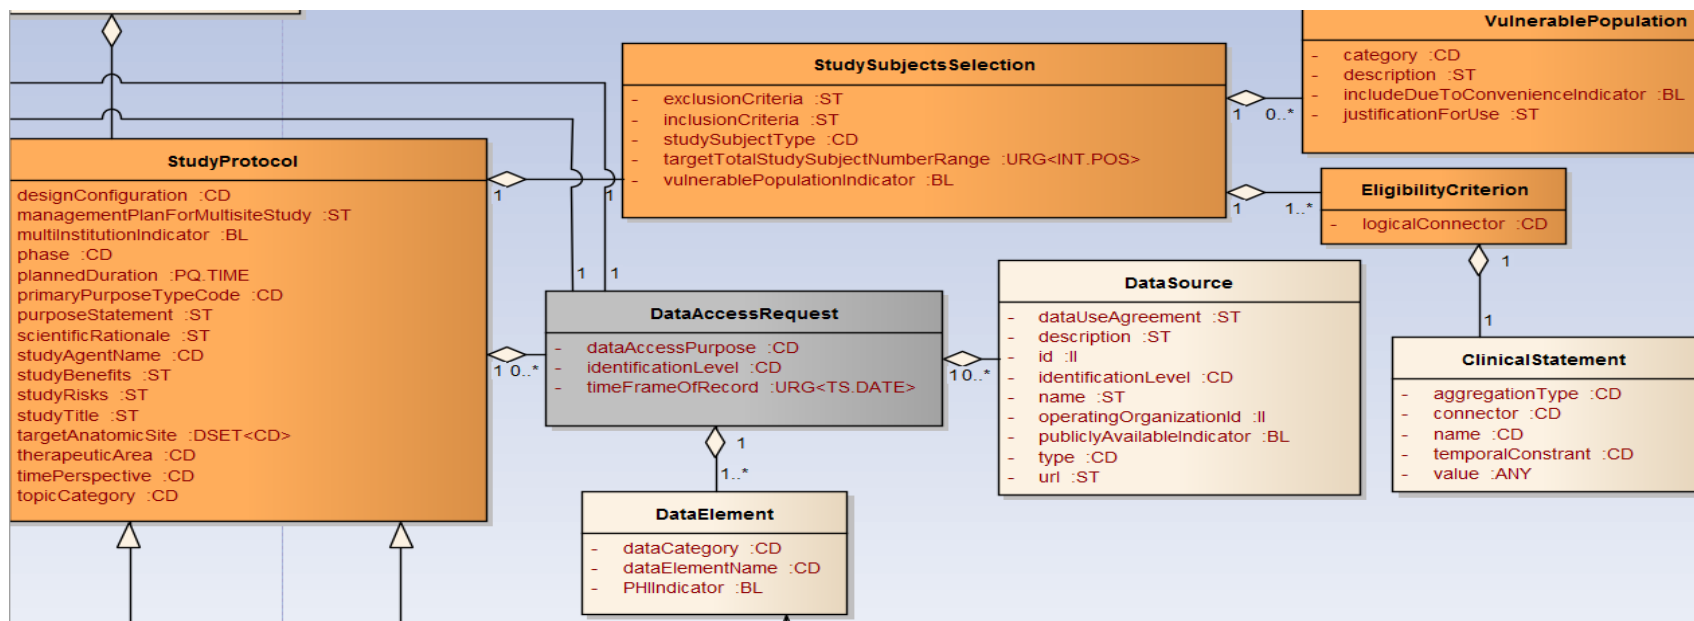 VulnerablePopulation
- category :CD
- description :ST
- includeDueToConvenienceIndicator :BL
- justificationForUse :ST
StudySubjectsSelection
- exclusionCriteria :ST
- inclusionCriteria :ST
- studySubjectType :CD
- targetTotalStudySubjectNumberRange :URG<INT.POS>
- vulnerablePopulationIndicator :BL
1 0..*
StudyProtocol
designConfiguration :CD
managementPlanForMultisiteStudy :ST
multiInstitutionIndicator :BL
phase :CD
plannedDuration :PQ.TIME
primaryPurposeTypeCode :CD
purposeStatement :ST
scientificRationale :ST
studyAgentName :CD
studyBenefits :ST
studyRisks :ST
studyTitle :ST
targetAnatomicSite :DSET<CD>
therapeuticArea :CD
timePerspective :CD
topicCategory :CD
1 1
1 1..*
EligibilityCriterion
- logicalConnector :CD
1
1
1 1
DataAccessRequest
- dataAccessPurpose :CD
- identificationLevel :CD
- timeFrameOfRecord :URG<TS.DATE>
1 0..*
1 0..*
DataSource
- dataUseAgreement :ST
- description :ST
- id :II
- identificationLevel :CD
- name :ST
- operatingOrganizationId :II
- publiclyAvailableIndicator :BL
- type :CD
- url :ST
ClinicalStatement
- aggregationType :CD
- connector :CD
- name :CD
- temporalConstrant :CD
- value :ANY
1
1..*
DataElement
- dataCategory :CD
- dataElementName :CD
- PHIIndicator :BL